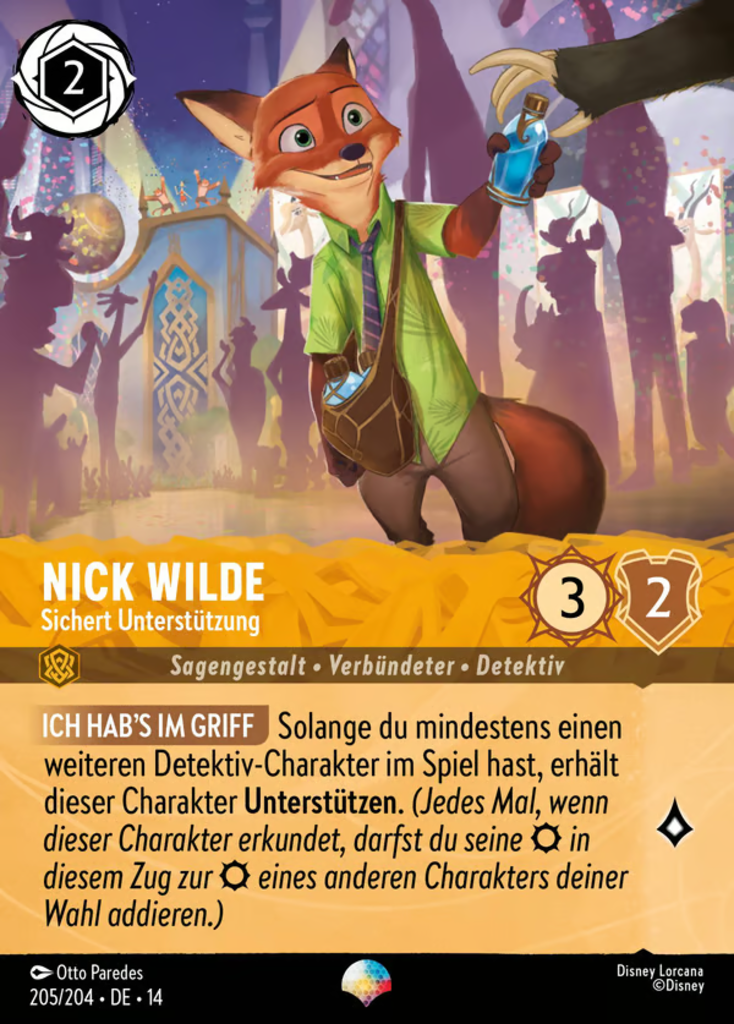 2
NICK WILDE
Sichert Unterstützung
3
2
Sagengestalt • Verbündeter • Detektiv
ICH HAB'S IM GRIFF Solange du mindestens einen
weiteren Detektiv-Charakter im Spiel hast, erhält
dieser Charakter Unterstützen. (Jedes Mal, wenn
dieser Charakter erkundet, darfst du seine in
diesem Zug zur eines anderen Charakters deiner
Wahl addieren.)
Otto Paredes
Disney Lorcana
205/204 • DE • 14
©Disney